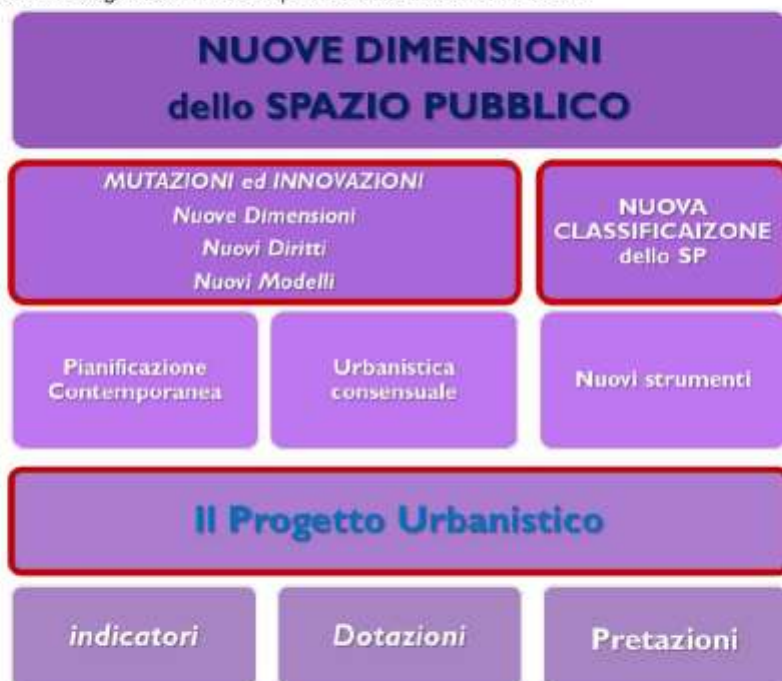 NUOVE DIMENSIONI
dello SPAZIO PUBBLICO
MUTAZIONI ed INNOVAZIONI
Nuove Dimensioni
Nuovi Diritti
Nuovi Modelli
NUOVA
CLASSIFICAIZONE
dello SP
Pianificazione
Contemporanea
Urbanistica
consensuale
Nuovi strumenti
Il Progetto Urbanistico
indicatori
Dotazioni
Pretazioni